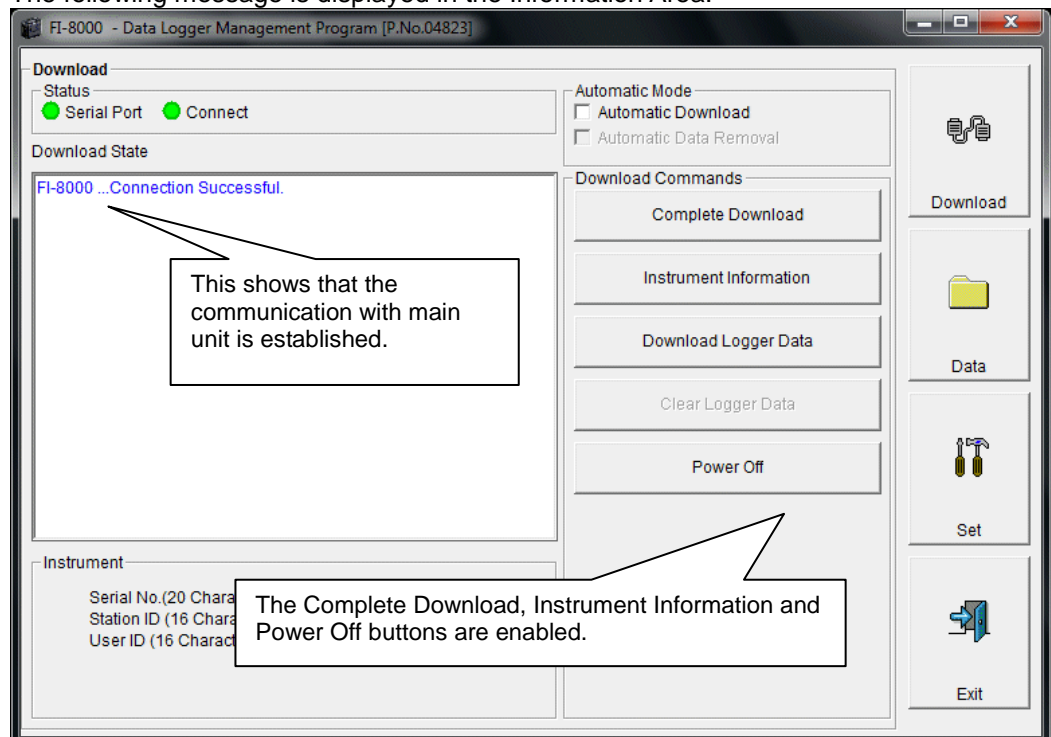 The following message is displayed in the Information Area.
FI-8000 - Data Logger Management Program [P.No.04823]
Download
Status
Serial Port
Connect
Download State
FI-8000 ...Connection Successful.
This shows that the
communication with main
unit is established.
Automatic Mode
Automatic Download
Automatic Data Removal
Download Commands
Complete Download
Instrument Information
Download Logger Data
Clear Logger Data
Power Off
Instrument
Serial No.(20 Chara
Station ID (16 Chara
User ID (16 Charact
The Complete Download, Instrument Information and
Power Off buttons are enabled.
Download
Data
Set
Exit